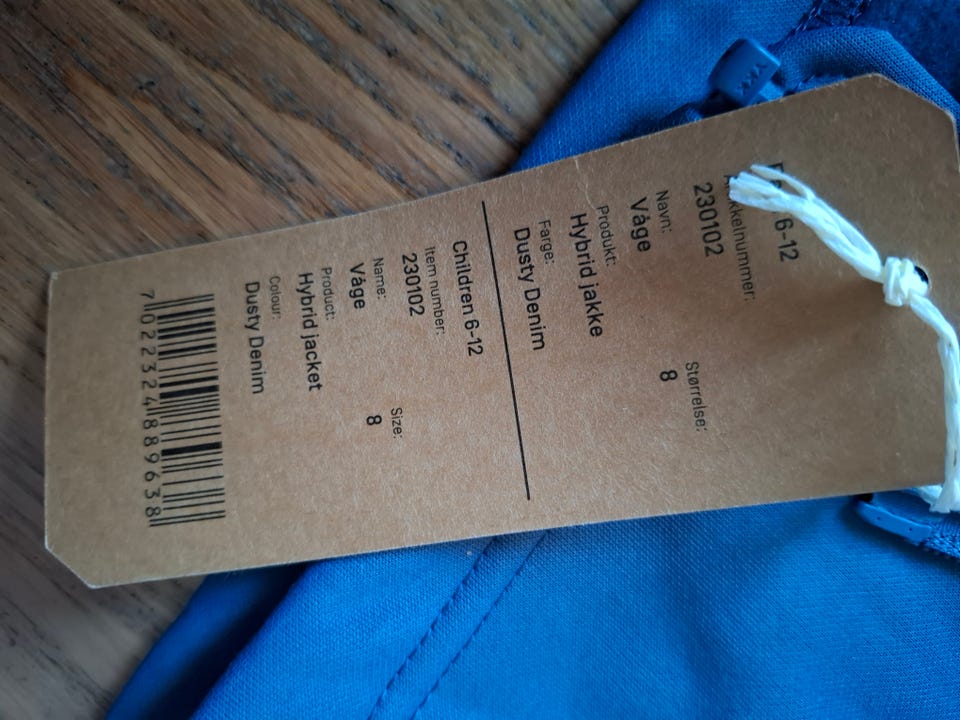 6-12
230102
Navn:
Våge
Størrelse:
8
Produkt:
Hybrid jakke
Farge:
Dusty Denim
Children 6-12
Item number:
230102
Name:
Våge
Size:
8
Product:
Hybrid jacket
Colour:
Dusty Denim
7022324889638
YKK